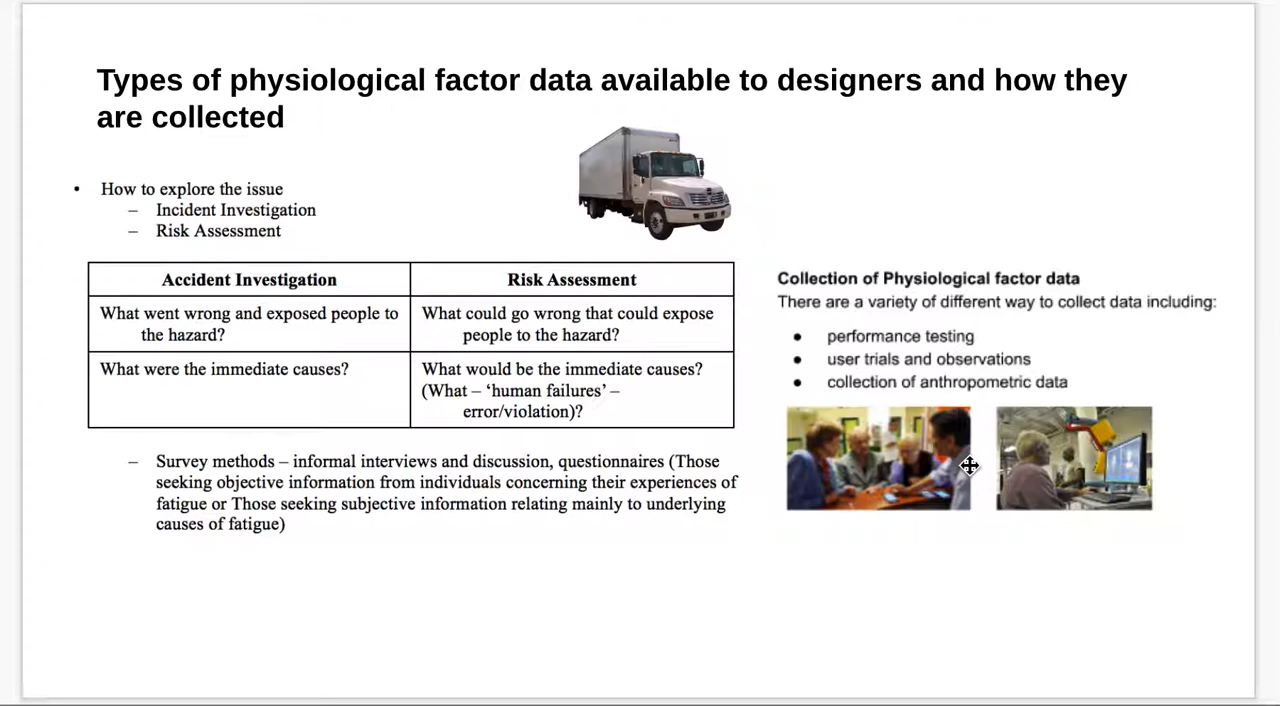 Types of physiological factor data available to designers and how they
are collected
• How to explore the issue
– Incident Investigation
– Risk Assessment
Accident Investigation
Risk Assessment
What went wrong and exposed people to
the hazard?
What could go wrong that could expose
people to the hazard?
What were the immediate causes?
What would be the immediate causes?
(What – ‘human failures’ –
error/violation)?
– Survey methods – informal interviews and discussion, questionnaires (Those
seeking objective information from individuals concerning their experiences of
fatigue or Those seeking subjective information relating mainly to underlying
causes of fatigue)
Collection of Physiological factor data
There are a variety of different way to collect data including:
● performance testing
● user trials and observations
● collection of anthropometric data